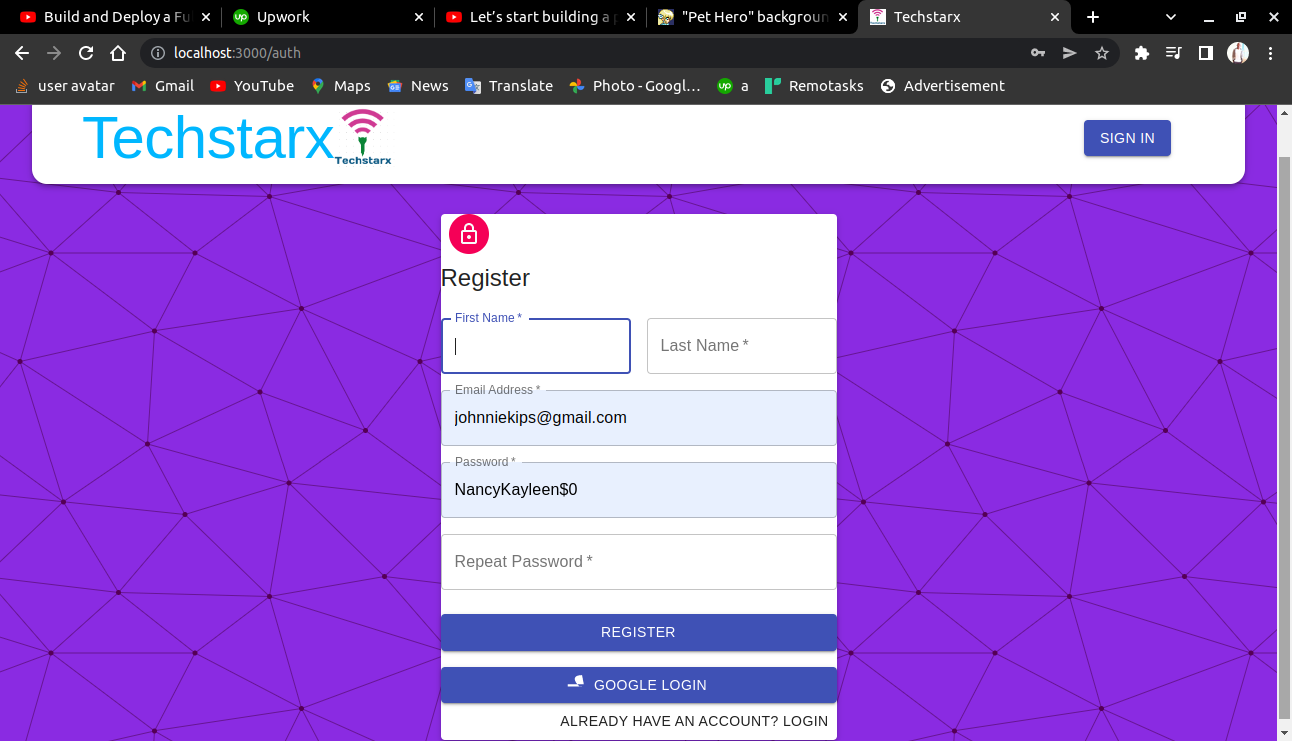 Build and Deploy a Fu
Upwork
Let's start building a p
"Pet Hero" backgroun
Techstarx
localhost:3000/auth
user avatar
Gmail
YouTube
Maps
News
Translate
Photo - Googl...
a
Remotasks
Advertisement
Techstarx
Techstarx
SIGN IN
Register
First Name *
Last Name *
Email Address *
johnniekips@gmail.com
Password *
NancyKayleen$0
Repeat Password *
REGISTER
GOOGLE LOGIN
ALREADY HAVE AN ACCOUNT? LOGIN